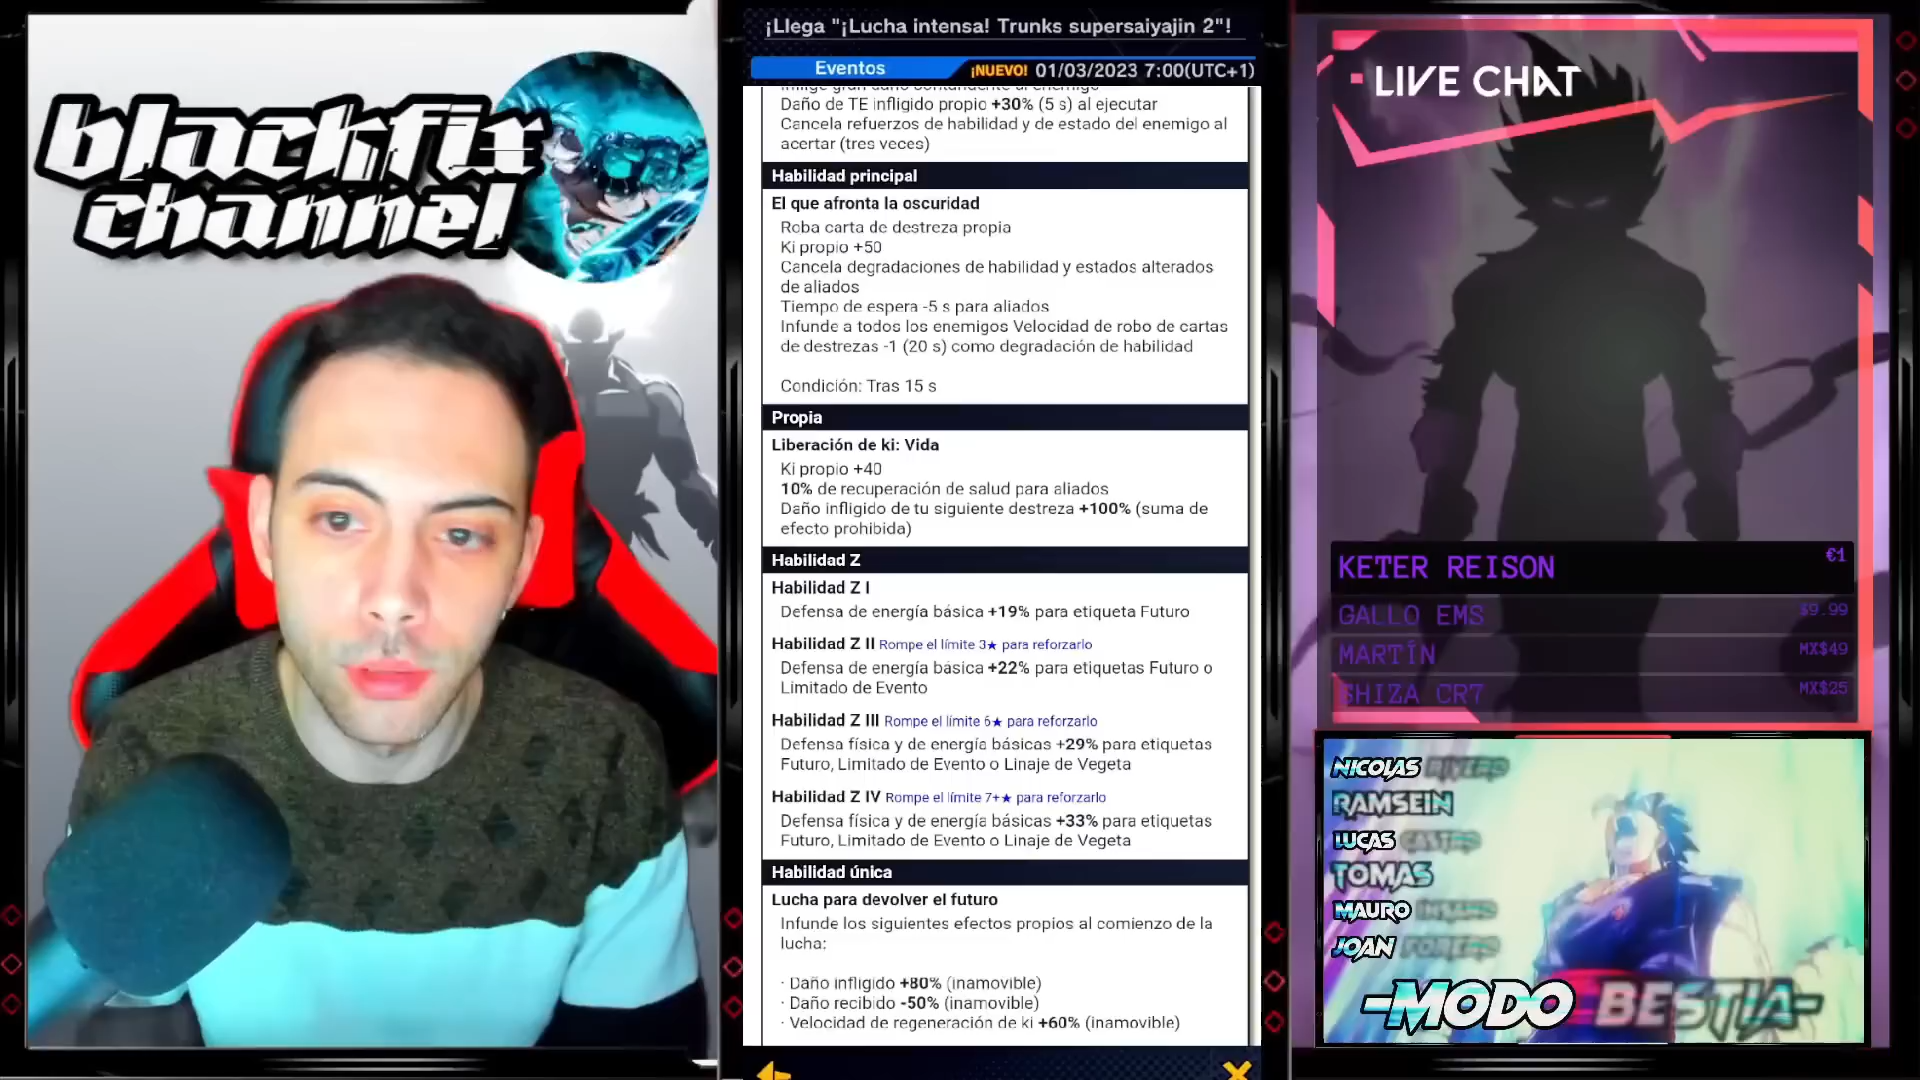 blackfix
channel
¡Llega "¡Lucha intensa! Trunks supersaiyajin 2"!
Eventos
¡NUEVO! 01/03/2023 7:00(UTC+1)
Daño de TE infligido propio +30% (5 s) al ejecutar
Cancela refuerzos de habilidad y de estado del enemigo al
acertar (tres veces)
Habilidad principal
El que afronta la oscuridad
Roba carta de destreza propia
Ki propio +50
Cancela degradaciones de habilidad y estados alterados
de aliados
Tiempo de espera -5 s para aliados
Infunde a todos los enemigos Velocidad de robo de cartas
de destrezas -1 (20 s) como degradación de habilidad
Condición: Tras 15 s
Propia
Liberación de ki: Vida
Ki propio +40
10% de recuperación de salud para aliados
Daño infligido de tu siguiente destreza +100% (suma de
efecto prohibida)
Habilidad Z
Habilidad Z I
Defensa de energía básica +19% para etiqueta Futuro
Habilidad Z II Rompe el límite 3★ para reforzarlo
Defensa de energía básica +22% para etiquetas Futuro o
Limitado de Evento
Habilidad Z III Rompe el límite 6★ para reforzarlo
Defensa física y de energía básicas +29% para etiquetas
Futuro, Limitado de Evento o Linaje de Vegeta
Habilidad Z IV Rompe el límite 7+★ para reforzarlo
Defensa física y de energía básicas +33% para etiquetas
Futuro, Limitado de Evento o Linaje de Vegeta
Habilidad única
Lucha para devolver el futuro
Infunde los siguientes efectos propios al comienzo de la
lucha:
· Daño infligido +80% (inamovible)
· Daño recibido -50% (inamovible)
· Velocidad de regeneración de ki +60% (inamovible)
LIVE CHAT
KETER REISON €1
GALLO EMS $9.99
MARTÍN MX$49
SHIZA CR7 MX$25
NICOLAS
RAMSEIN
LUCAS
TOMAS
MAURO
JOAN
-MODO BESTIA-